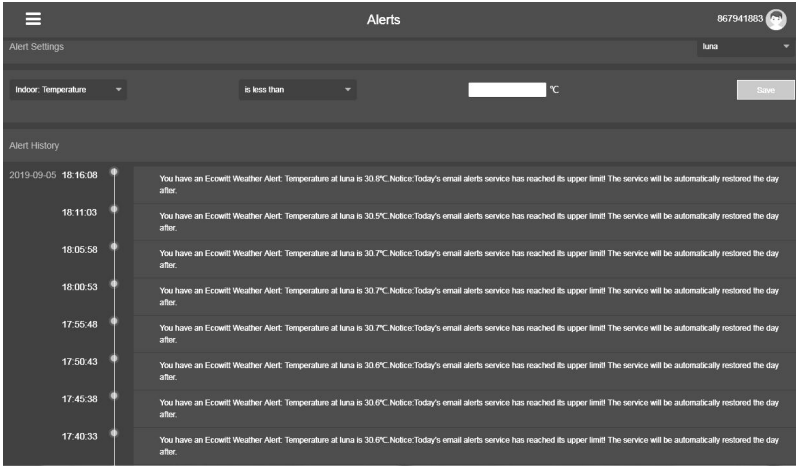 Alerts
867941883
Alert Settings
luna
Indoor: Temperature
is less than
℃
Save
Alert History
2019-09-05 18:16:08
You have an Ecowitt Weather Alert: Temperature at luna is 30.8℃.Notice:Today's email alerts service has reached its upper limit! The service will be automatically restored the day
after.
18:11:03
You have an Ecowitt Weather Alert: Temperature at luna is 30.5℃.Notice:Today's email alerts service has reached its upper limit! The service will be automatically restored the day
after.
18:05:58
You have an Ecowitt Weather Alert: Temperature at luna is 30.7℃.Notice:Today's email alerts service has reached its upper limit! The service will be automatically restored the day
after.
18:00:53
You have an Ecowitt Weather Alert: Temperature at luna is 30.7℃.Notice:Today's email alerts service has reached its upper limit! The service will be automatically restored the day
after.
17:55:48
You have an Ecowitt Weather Alert: Temperature at luna is 30.7℃.Notice:Today's email alerts service has reached its upper limit! The service will be automatically restored the day
after.
17:50:43
You have an Ecowitt Weather Alert: Temperature at luna is 30.6℃.Notice:Today's email alerts service has reached its upper limit! The service will be automatically restored the day
after.
17:45:38
You have an Ecowitt Weather Alert: Temperature at luna is 30.6℃.Notice:Today's email alerts service has reached its upper limit! The service will be automatically restored the day
after.
17:40:33
You have an Ecowitt Weather Alert: Temperature at luna is 30.6℃.Notice:Today's email alerts service has reached its upper limit! The service will be automatically restored the day
after.